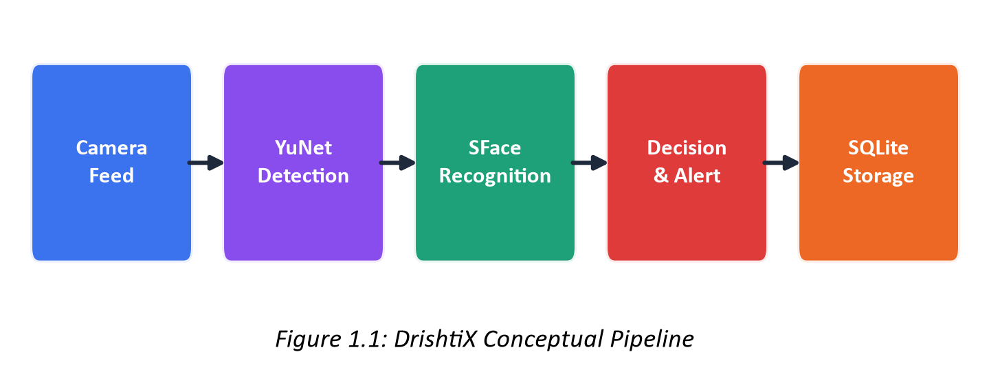 Camera
Feed
YuNet
Detection
SFace
Recognition
Decision
& Alert
SQLite
Storage
Figure 1.1: DrishtiX Conceptual Pipeline